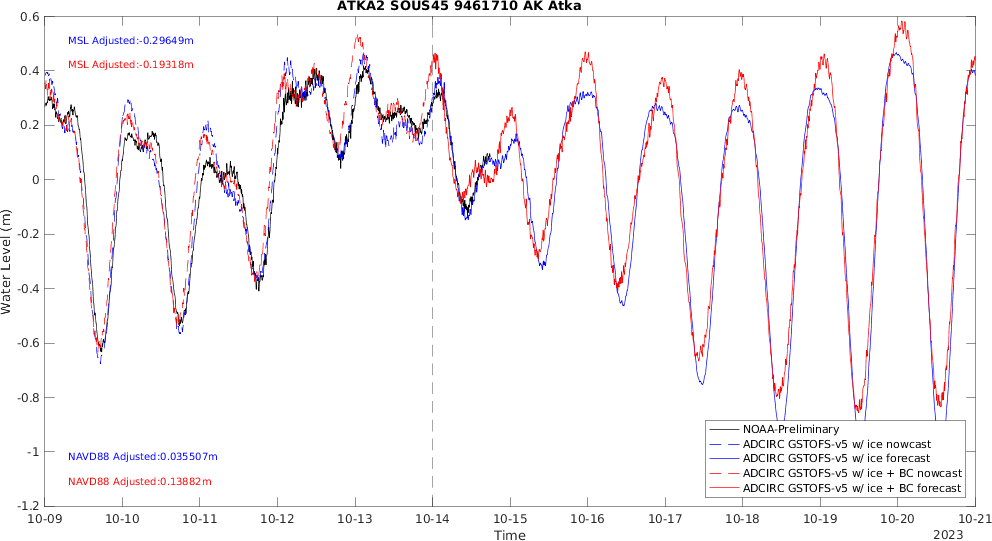 ATKA2 SOUS45 9461710 AK Atka
0.6
0.4
0.2
0
-0.2
-0.4
-0.6
-0.8
-1
-1.2
Water Level (m)
MSL Adjusted:-0.29649m
MSL Adjusted:-0.19318m
NAVD88 Adjusted:0.035507m
NAVD88 Adjusted:0.13882m
NOAA-Preliminary
ADCIRC GSTOFS-v5 w/ ice nowcast
ADCIRC GSTOFS-v5 w/ ice forecast
ADCIRC GSTOFS-v5 w/ ice + BC nowcast
ADCIRC GSTOFS-v5 w/ ice + BC forecast
10-09 10-10 10-11 10-12 10-13 10-14 10-15 10-16 10-17 10-18 10-19 10-20 10-21
Time
2023